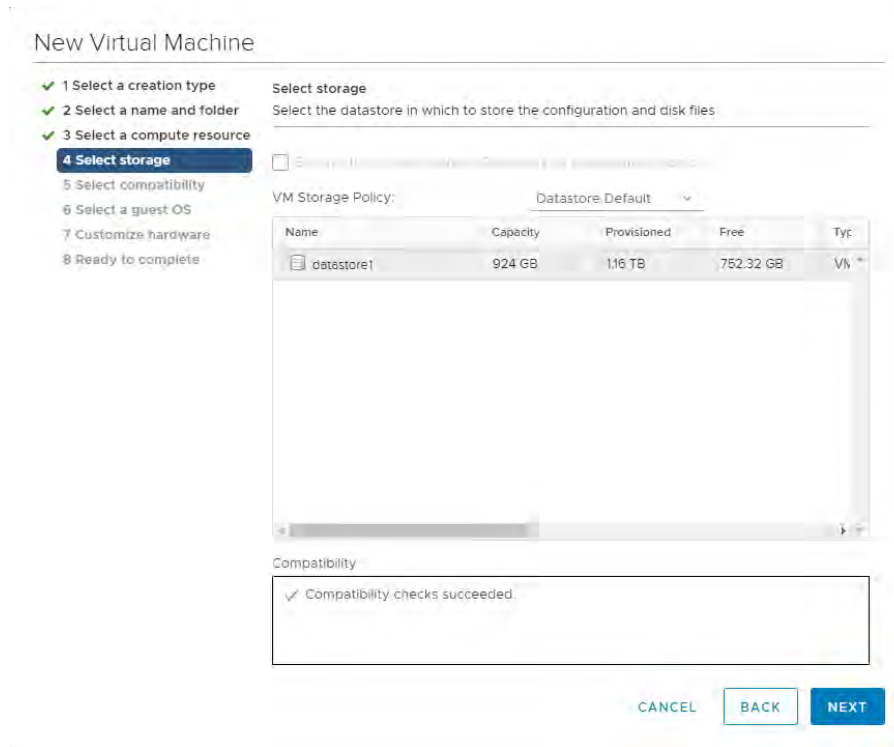 New Virtual Machine
1 Select a creation type
2 Select a name and folder
3 Select a compute resource
4 Select storage
5 Select compatibility
6 Select a guest OS
7 Customize hardware
8 Ready to complete
Select storage
Select the datastore in which to store the configuration and disk files
VM Storage Policy: Datastore Default
Name Capacity Provisioned Free
datastore1 924 GB 1.16 TB 752.32 GB
Compatibility
Compatibility checks succeeded.
CANCEL BACK NEXT